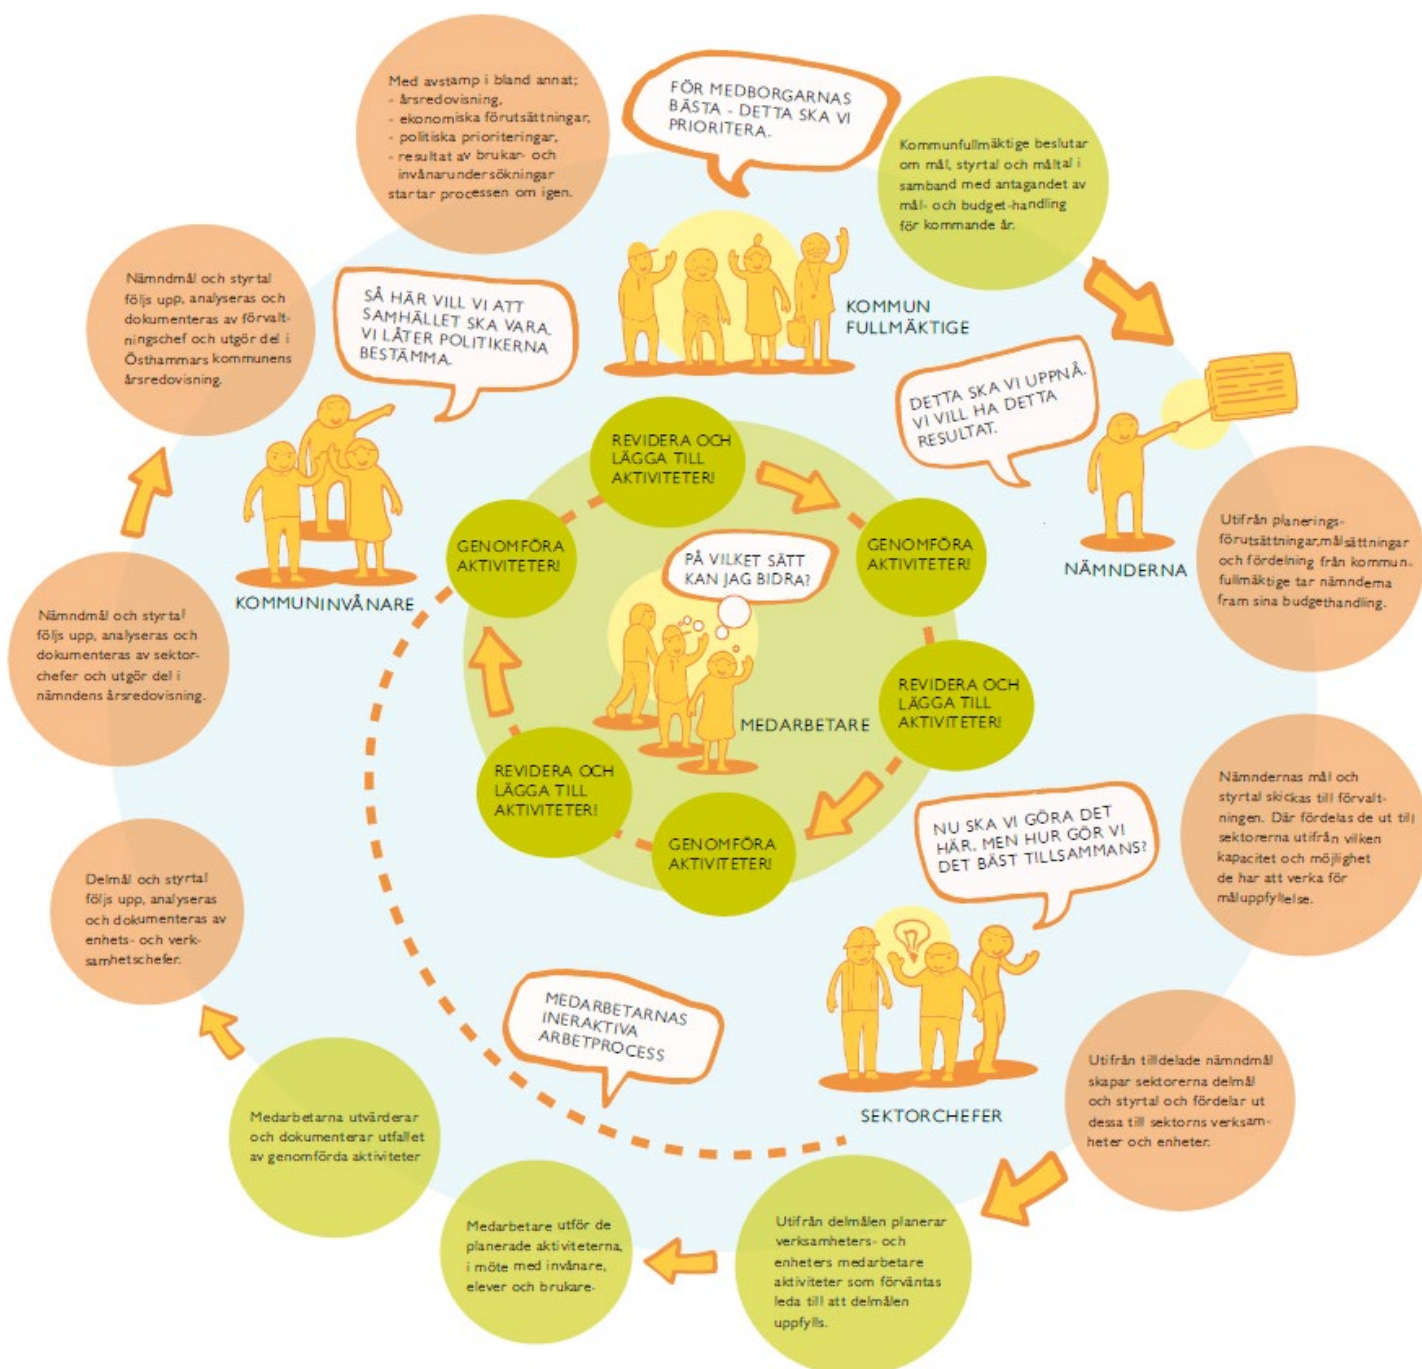 Med avstamp i bland annat;
- årsredovisning,
- ekonomiska förutsättningar,
- politiska prioriteringar,
- resultat av brukar- och
invånarundersökningar
startar processen om igen.
FÖR MEDBORGARNAS
BÄSTA - DETTA SKA VI
PRIORITERA.
Kommunfullmäktige beslutar
om mål, styrtal och måltal i
samband med antagandet av
mål- och budget-handling
för kommande år.
KOMMUN
FULLMÄKTIGE
Nämndmål och styrtal
följs upp, analyseras och
dokumenteras av förvalt-
ningschef och utgör del i
Östhammars kommunens
årsredovisning.
SÅ HÄR VILL VI ATT
SAMHÄLLET SKA VARA.
VI LÅTER POLITIKERNA
BESTÄMMA.
KOMMUNINVÅNARE
DETTA SKA VI UPPNÅ.
VI VILL HA DETTA
RESULTAT.
NÄMNDERNA
Utifrån planerings-
förutsättningar,målsättningar
och fördelning från kommun-
fullmäktige tar nämnderna
fram sina budgethandling.
REVIDERA OCH
LÄGGA TILL
AKTIVITETER!
GENOMFÖRA
AKTIVITETER!
GENOMFÖRA
AKTIVITETER!
PÅ VILKET SÄTT
KAN JAG BIDRA?
MEDARBETARE
REVIDERA OCH
LÄGGA TILL
AKTIVITETER!
REVIDERA OCH
LÄGGA TILL
AKTIVITETER!
GENOMFÖRA
AKTIVITETER!
Nämndmål och styrtal
följs upp, analyseras och
dokumenteras av sektor-
chefer och utgör del i
nämndens årsredovisning.
Nämndernas mål och
styrtal skickas till förvalt-
ningen. Där fördelas de ut till
sektorerna utifrån vilken
kapacitet och möjlighet
de har att verka för
måluppfyllelse.
NU SKA VI GÖRA DET
HÄR. MEN HUR GÖR VI
DET BÄST TILLSAMMANS?
SEKTORCHEFER
Delmål och styrtal
följs upp, analyseras
och dokumenteras av
enhets- och verk-
samhetschefer.
MEDARBETARNAS
INERAKTIVA
ARBETPROCESS
Utifrån tilldelade nämndmål
skapar sektorerna delmål
och styrtal och fördelar ut
dessa till sektorns verksam-
heter och enheter.
Medarbetarna utvärderar
och dokumenterar utfallet
av genomförda aktiviteter
Medarbetare utför de
planerade aktiviteterna,
i möte med invånare,
elever och brukare-
Utifrån delmålen planerar
verksamheters- och
enheters medarbetare
aktiviteter som förväntas
leda till att delmålen
uppfylls.